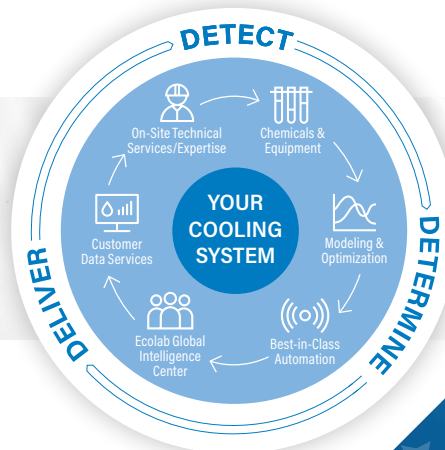 DETECT
On-Site Technical
Services/Expertise
Chemicals &
Equipment
YOUR
COOLING
SYSTEM
Customer
Data Services
Modeling &
Optimization
Ecolab Global
Intelligence
Center
Best-in-Class
Automation
DELIVER
DETERMINE